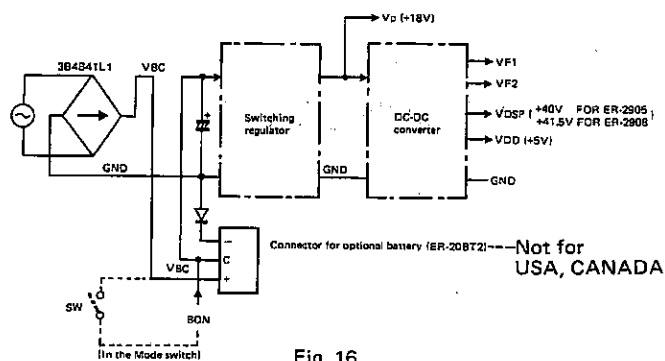 Vp (+18V)
3B4B41L1
VBC
Switching regulator
DC-DC converter
VF1
VF2
VDSP (+40V FOR ER-2905
+41.5V FOR ER-2908)
VDD (+5V)
GND
GND
GND
−
C
+
Connector for optional battery (ER-20BT2) ---- Not for
USA, CANADA
VBC
SW
BON
(In the Mode switch)
Fig. 16